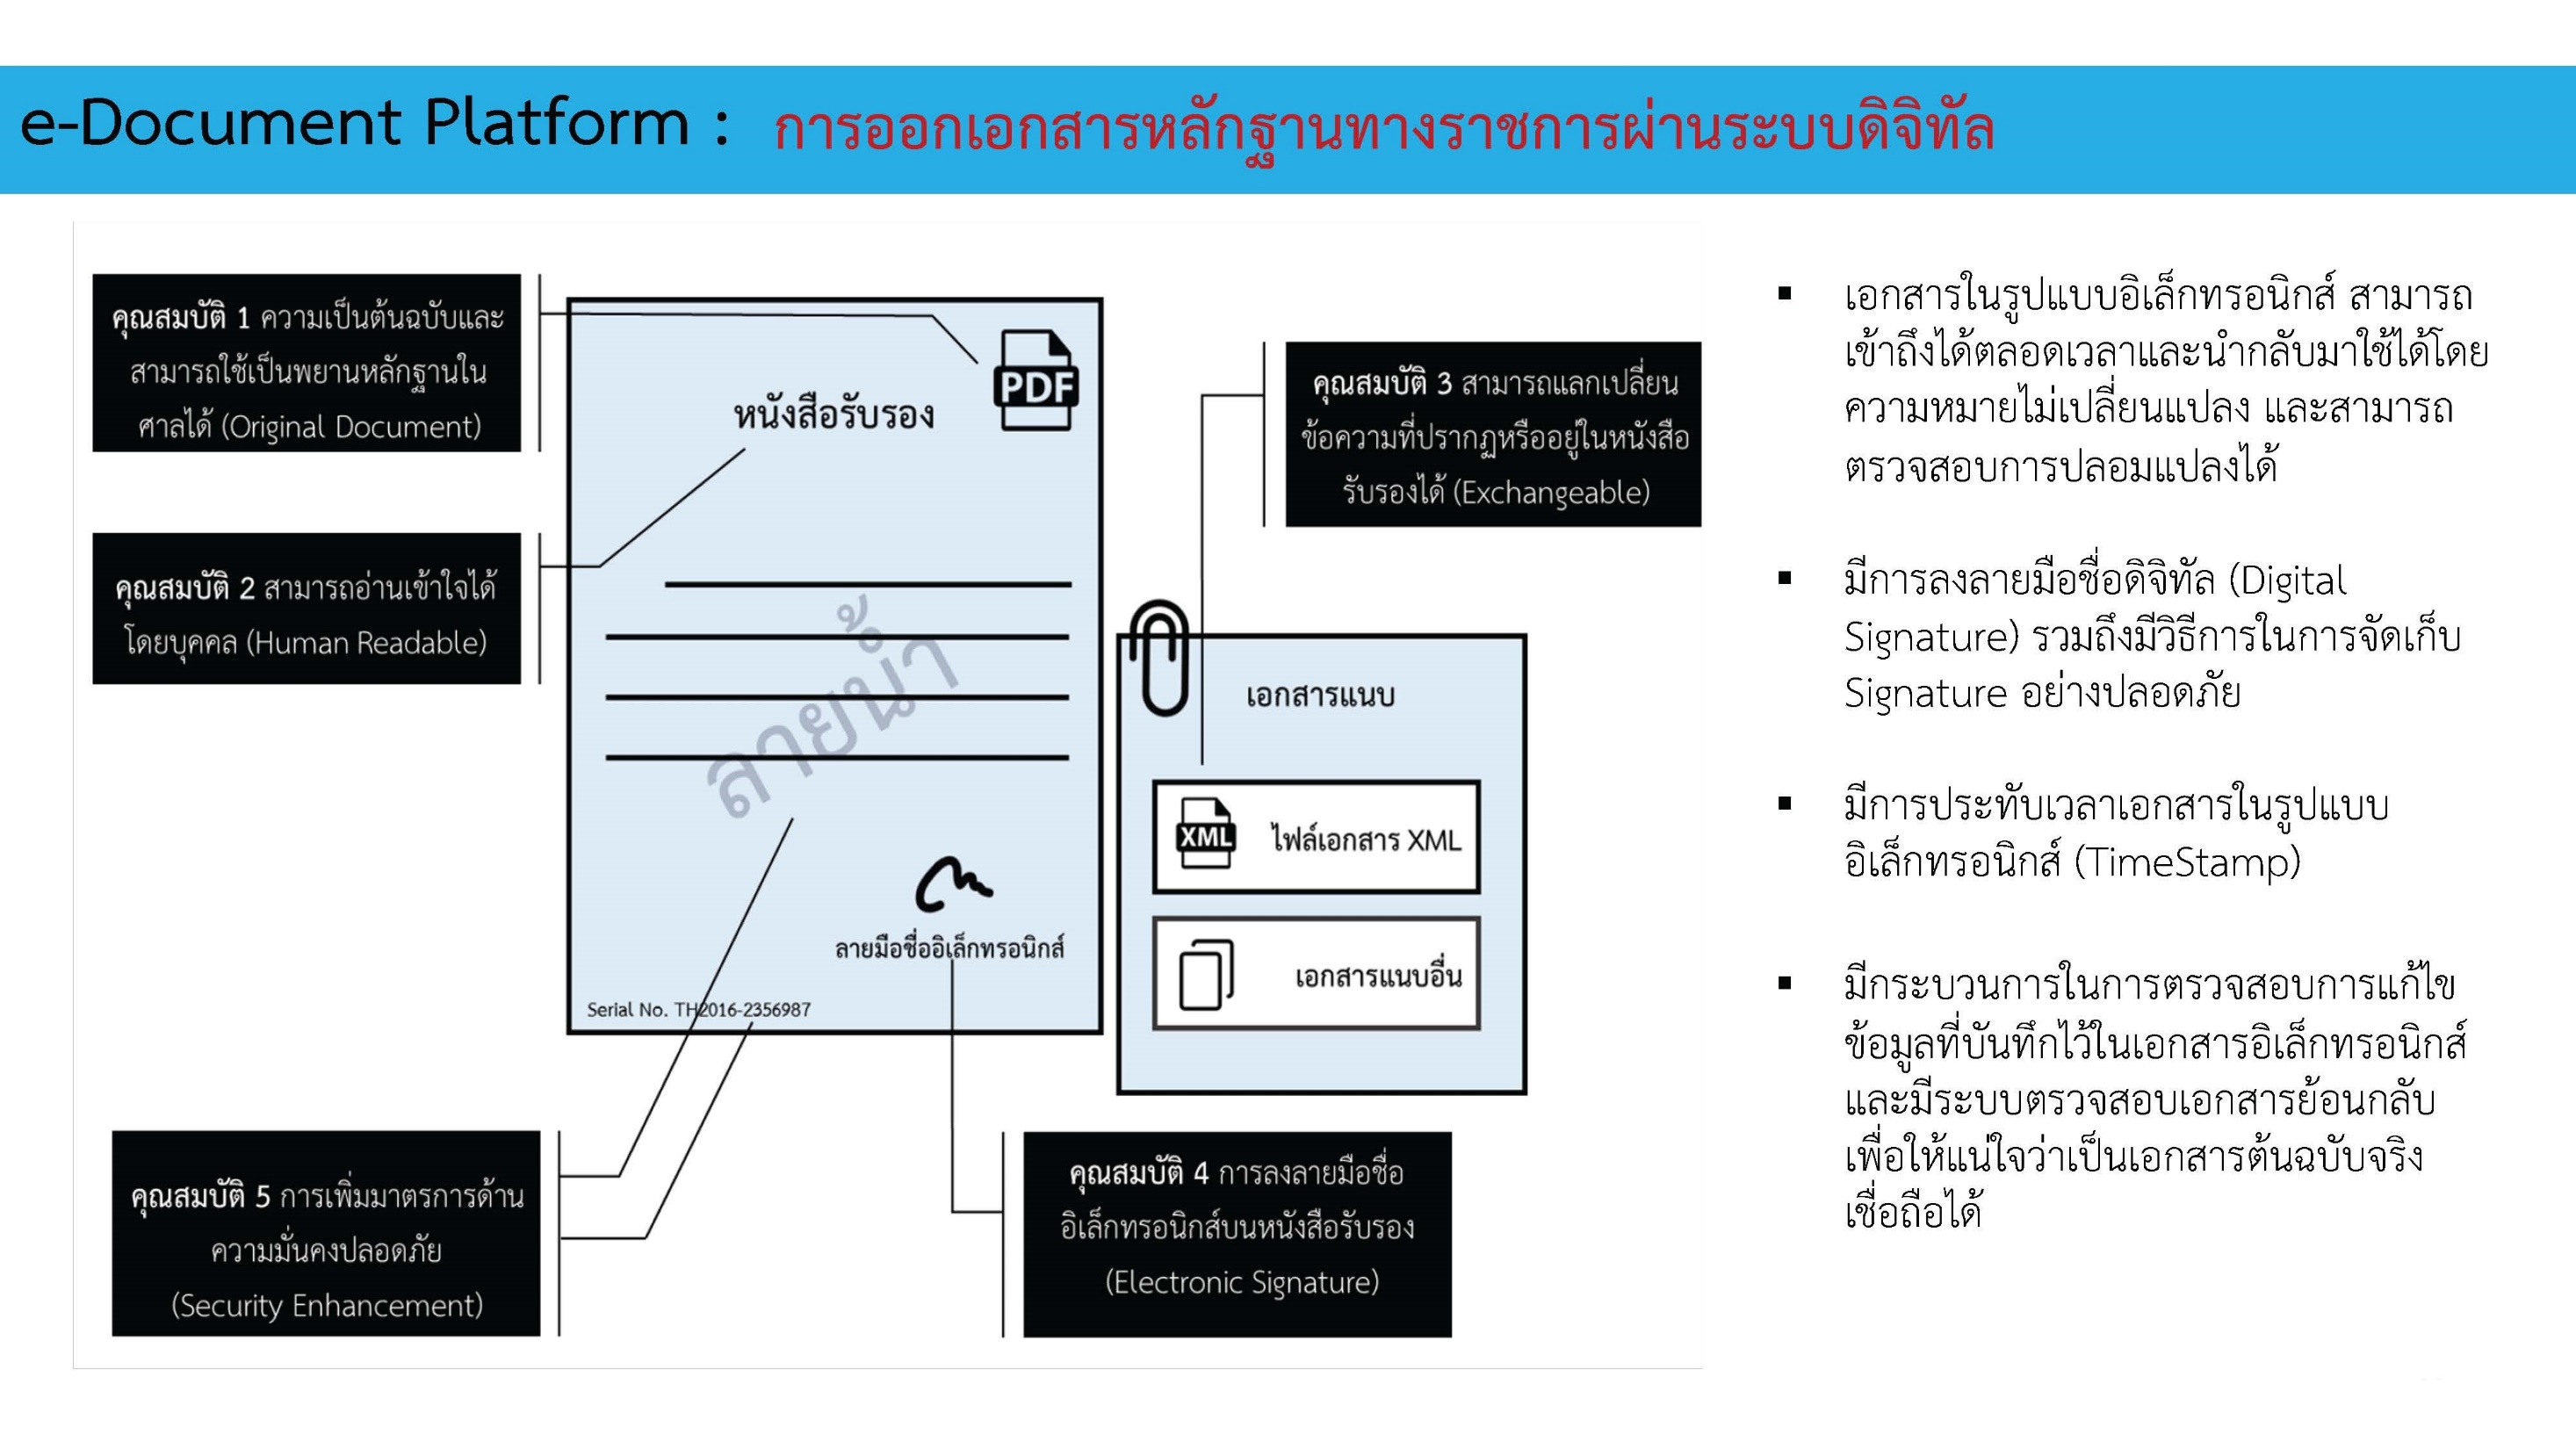 e-Document Platform : การออกเอกสารหลักฐานทางราชการผ่านระบบดิจิทัล
คุณสมบัติ 1 ความเป็นต้นฉบับและ
สามารถใช้เป็นพยานหลักฐานใน
ศาลได้ (Original Document)
คุณสมบัติ 2 สามารถอ่านเข้าใจได้
โดยบุคคล (Human Readable)
PDF
หนังสือรับรอง
ลายน้ำ
ลายมือชื่ออิเล็กทรอนิกส์
Serial No. TH2016-2356987
คุณสมบัติ 3 สามารถแลกเปลี่ยน
ข้อความที่ปรากฏหรืออยู่ในหนังสือ
รับรองได้ (Exchangeable)
เอกสารแนบ
XML ไฟล์เอกสาร XML
เอกสารแนบอื่น
คุณสมบัติ 5 การเพิ่มมาตรการด้าน
ความมั่นคงปลอดภัย
(Security Enhancement)
คุณสมบัติ 4 การลงลายมือชื่อ
อิเล็กทรอนิกส์บนหนังสือรับรอง
(Electronic Signature)
▪ เอกสารในรูปแบบอิเล็กทรอนิกส์ สามารถ
เข้าถึงได้ตลอดเวลาและนำกลับมาใช้ได้โดย
ความหมายไม่เปลี่ยนแปลง และสามารถ
ตรวจสอบการปลอมแปลงได้
▪ มีการลงลายมือชื่อดิจิทัล (Digital
Signature) รวมถึงมีวิธีการในการจัดเก็บ
Signature อย่างปลอดภัย
▪ มีการประทับเวลาเอกสารในรูปแบบ
อิเล็กทรอนิกส์ (TimeStamp)
▪ มีกระบวนการในการตรวจสอบการแก้ไข
ข้อมูลที่บันทึกไว้ในเอกสารอิเล็กทรอนิกส์
และมีระบบตรวจสอบเอกสารย้อนกลับ
เพื่อให้แน่ใจว่าเป็นเอกสารต้นฉบับจริง
เชื่อถือได้